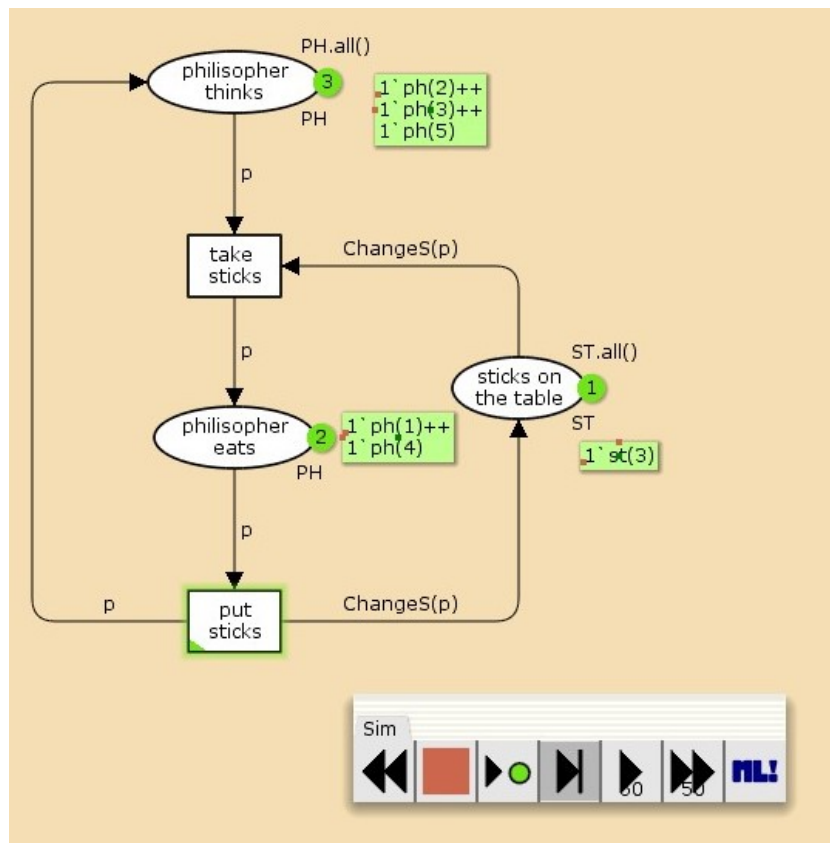 PH.all()
philisopher
thinks
3
PH
1`ph(2)++
1`ph(3)++
1`ph(5)
p
take
sticks
ChangeS(p)
p
ST.all()
sticks on
the table
1
ST
1`st(3)
philisopher
eats
2
PH
1`ph(1)++
1`ph(4)
p
p
put
sticks
ChangeS(p)
Sim
50
50
ML!